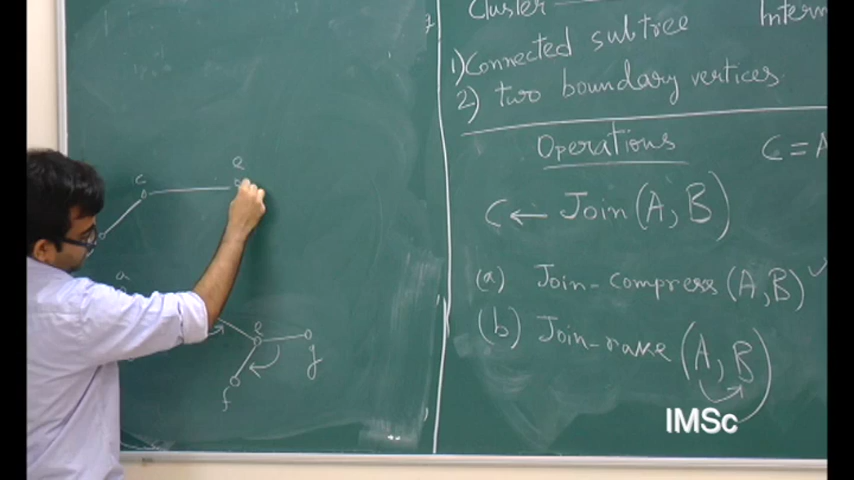 Cluster
Intern
1) Connected subtree
2) two boundary vertices.
Operations
C = A
C ← Join (A, B)
(a) Join-compress (A, B) ✓
(b) Join-rake (A, B)
c
e
a
e
g
f
IMSc